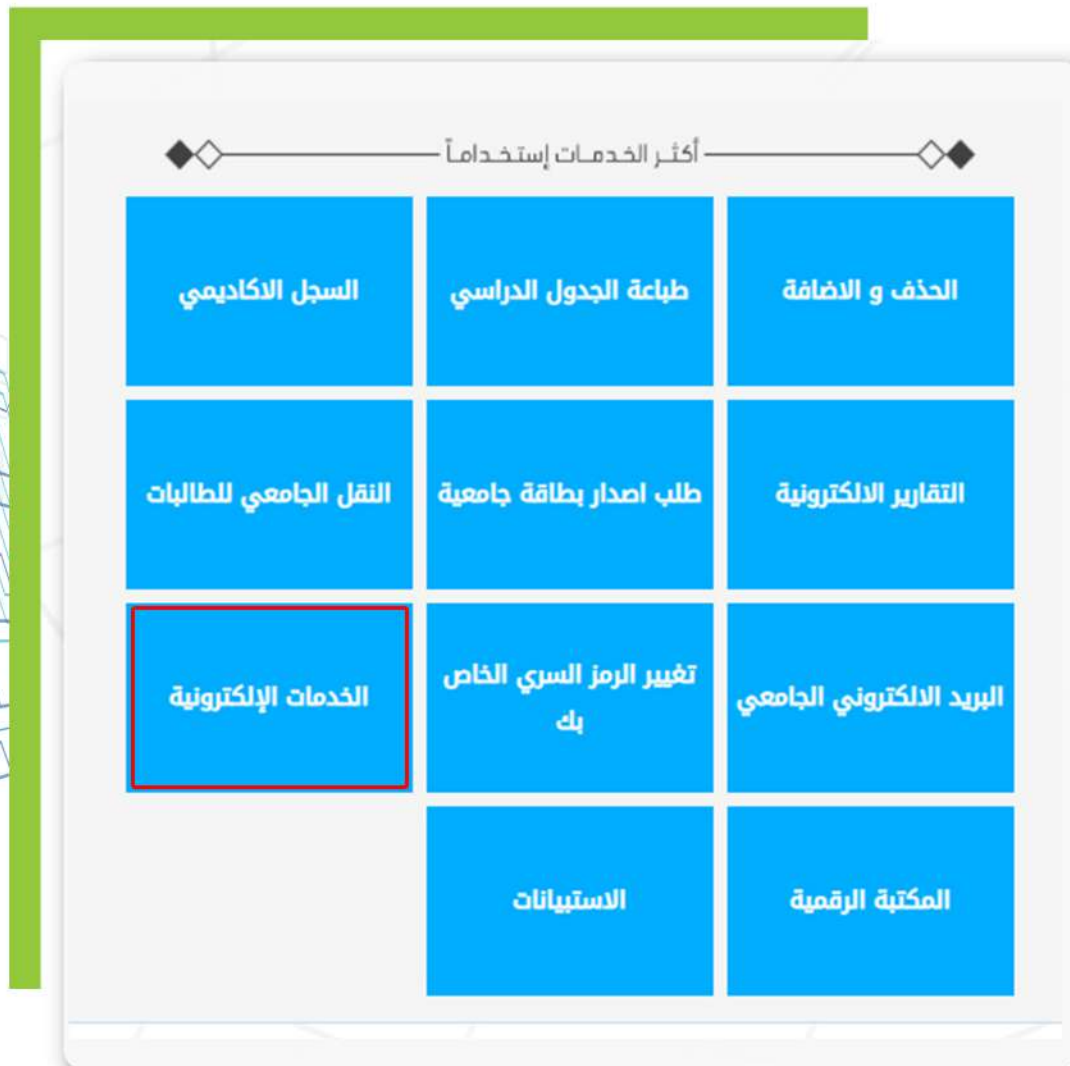 أكثر الخدمات إستخداماً
الحذف و الاضافة
طباعة الجدول الدراسي
السجل الاكاديمي
التقارير الالكترونية
طلب اصدار بطاقة جامعية
النقل الجامعي للطالبات
البريد الالكتروني الجامعي
تغيير الرمز السري الخاص
بك
الخدمات الإلكترونية
المكتبة الرقمية
الاستبيانات